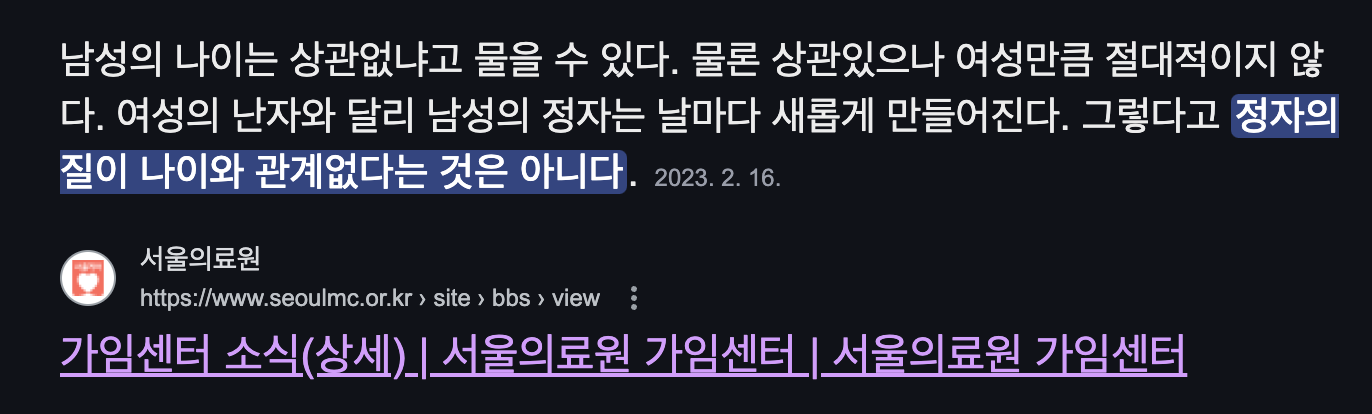 남성의 나이는 상관없냐고 물을 수 있다. 물론 상관있으나 여성만큼 절대적이지 않
다. 여성의 난자와 달리 남성의 정자는 날마다 새롭게 만들어진다. 그렇다고 정자의
질이 나이와 관계없다는 것은 아니다. 2023. 2. 16.
서울의료원
https://www.seoulmc.or.kr › site › bbs › view
가임센터 소식(상세) | 서울의료원 가임센터 | 서울의료원 가임센터